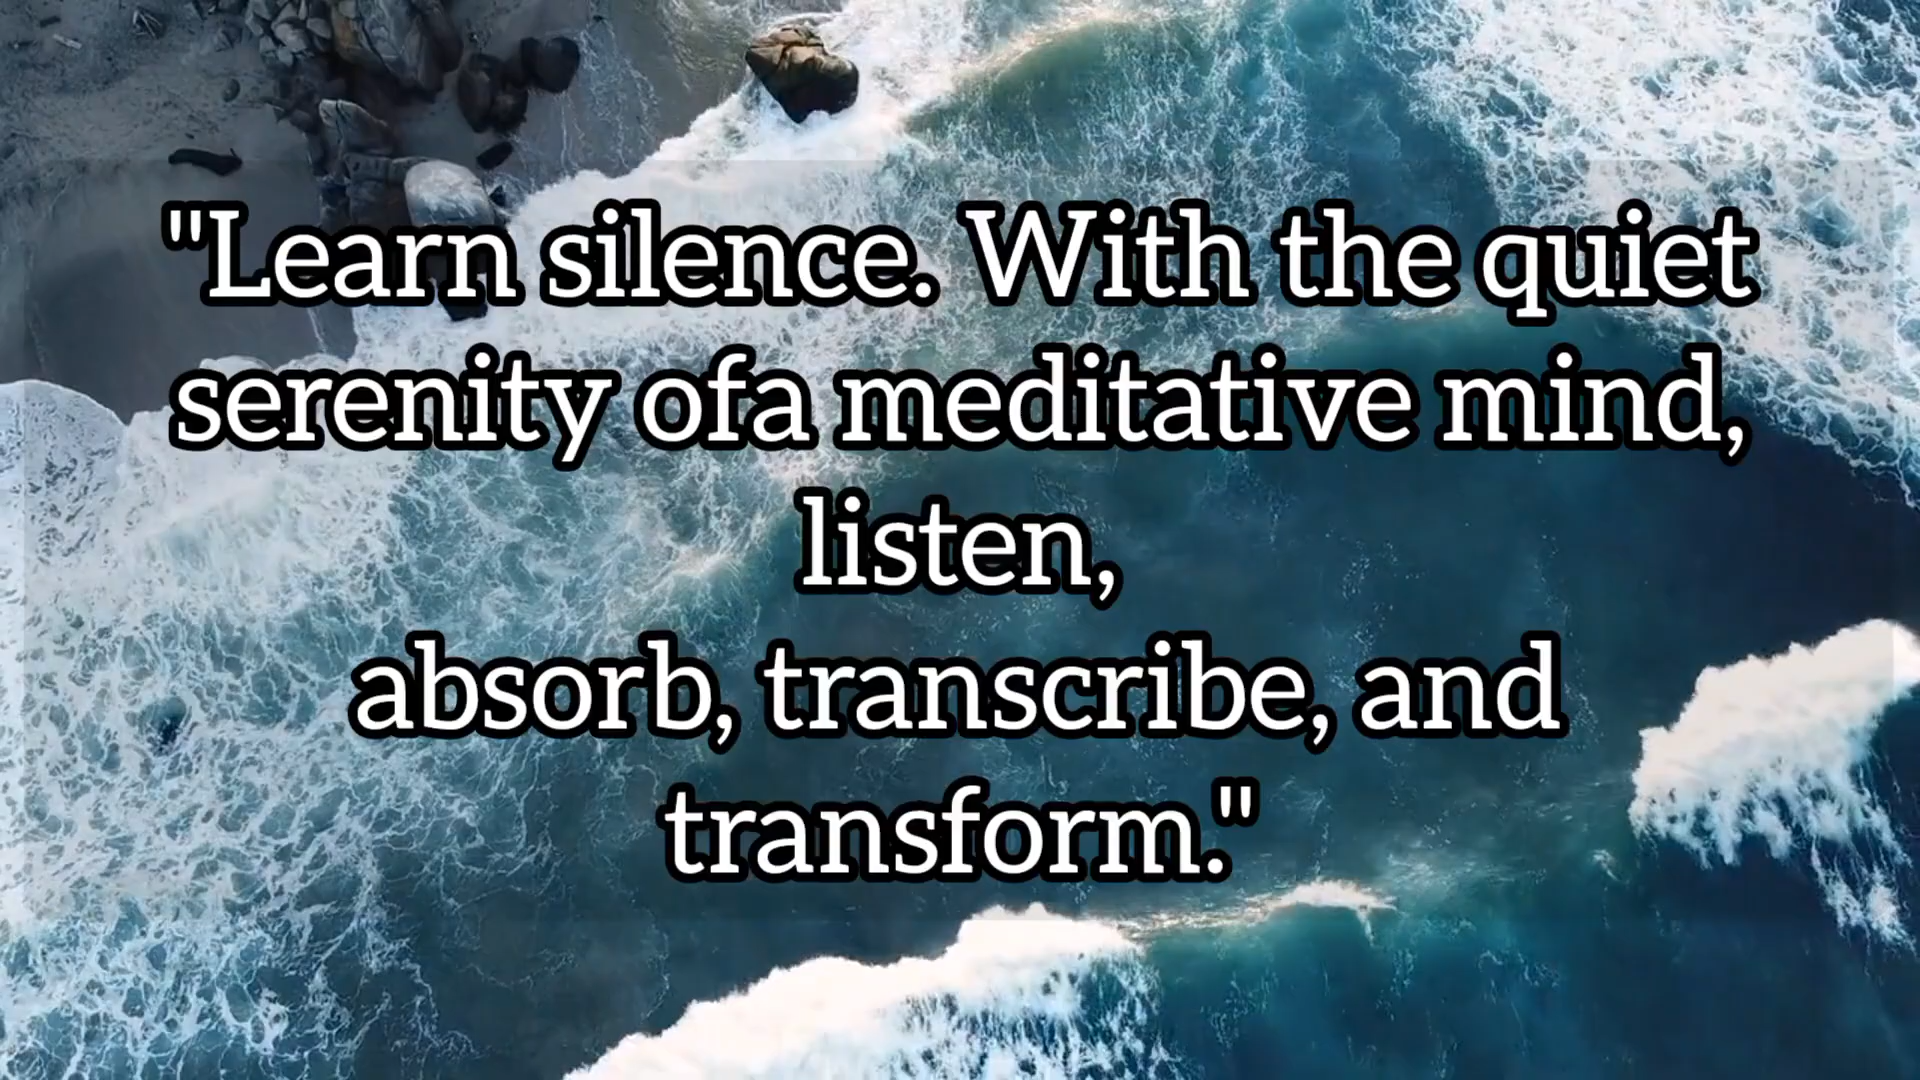 "Learn silence. With the quiet
serenity ofa meditative mind,
listen,
absorb, transcribe, and
transform."